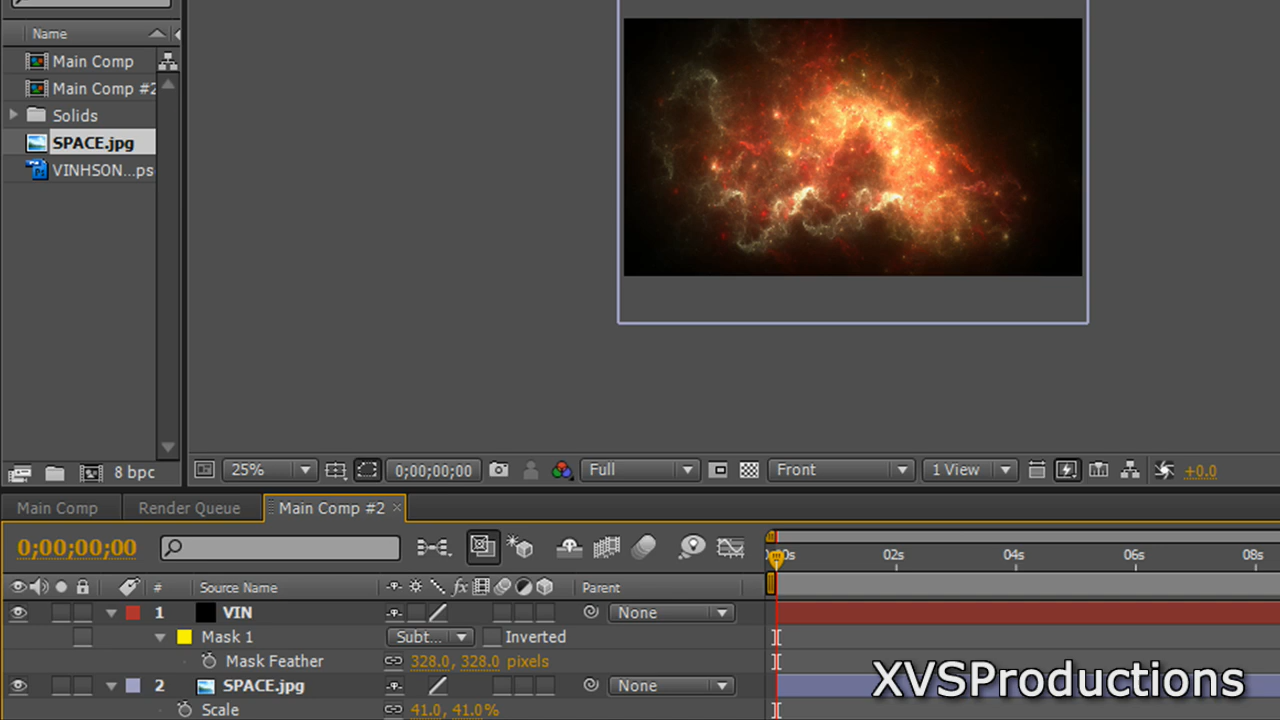 Name
Main Comp
Main Comp #2
Solids
SPACE.jpg
VINHSON...ps
8 bpc
25%
0;00;00;00
Full
Front
1 View
+0.0
Main Comp
Render Queue
Main Comp #2
0;00;00;00
02s
04s
06s
08s
#
Source Name
fx
Parent
1
VIN
None
Mask 1
Subt...
Inverted
Mask Feather
328.0, 328.0 pixels
2
SPACE.jpg
None
Scale
41.0, 41.0%
XVSProductions